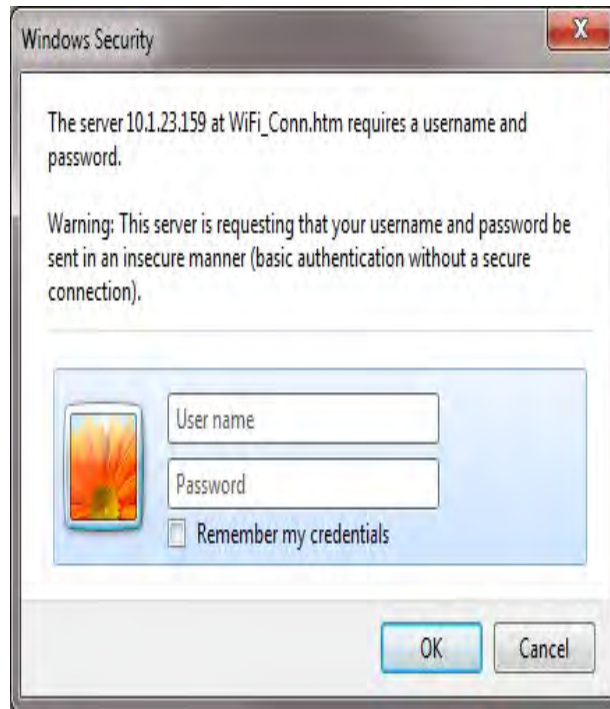 Windows Security
X
The server 10.1.23.159 at WiFi_Conn.htm requires a username and
password.
Warning: This server is requesting that your username and password be
sent in an insecure manner (basic authentication without a secure
connection).
User name
Password
Remember my credentials
OK
Cancel